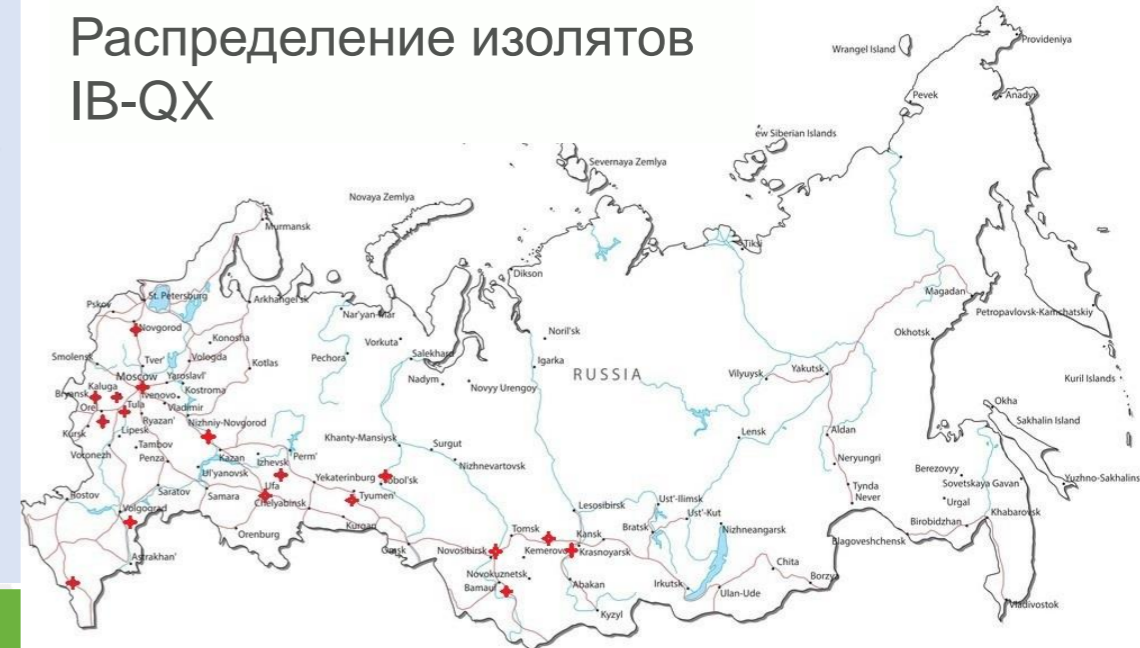 Распределение изолятов
IB-QX
Wrangel Island
Provideniya
Pevek
Anadyr
ew Siberian Islands
Severnaya Zemlya
Novaya Zemlya
Murmansk
Tiksi
Dikson
Magadan
Petropavlovsk-Kamchatskiy
Pskov
St. Petersburg
Arkhangel'sk
Nar'yan-Mar
Novgorod
Noril'sk
Okhotsk
Konosha
Vorkuta
Smolensk
Tver'
Vologda
Kotlas
Pechora
Salekhard
Igarka
RUSSIA
Vilyuysk
Yakutsk
Kuril Islands
Moscow
Yaroslavl'
Nadym
Novyy Urengoy
Kaluga
Bryansk
Ivenovo
Kostroma
Orel
Tula
Vladimir
Okha
Ryazan'
Nizhniy-Novgorod
Sakhalin Island
Kursk
Lipesk
Khanty-Mansiysk
Surgut
Lensk
Aldan
Tambov
Voronezh
Penza
Kazan
Izhevsk
Perm'
Nizhnevartovsk
Neryungri
Berezovyy
Ul'yanovsk
Yekaterinburg
Tobol'sk
Sovetskaya Gavan
Yuzhno-Sakhalins
Rostov
Saratov
Samara
Ufa
Chelyabinsk
Tyumen'
Ust'-Ilimsk
Tynda
Never
Urgal
Volgograd
Lesosibirsk
Ust'-Kut
Khabarovsk
Kurgan
Tomsk
Kansk
Bratsk
Nizhneangarsk
Birobidzhan
Orenburg
Omsk
Novosibirsk
Kemerovo
Krasnoyarsk
Blagoveshchensk
Astrakhan'
Novokuznetsk
Chita
Barnaul
Abakan
Irkutsk
Ulan-Ude
Borzy
Kyzyl
Vladivostok